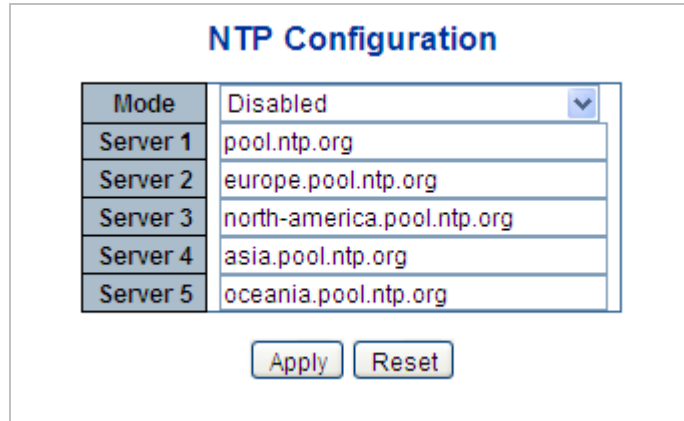 NTP Configuration
Mode Disabled
Server 1 pool.ntp.org
Server 2 europe.pool.ntp.org
Server 3 north-america.pool.ntp.org
Server 4 asia.pool.ntp.org
Server 5 oceania.pool.ntp.org
Apply Reset